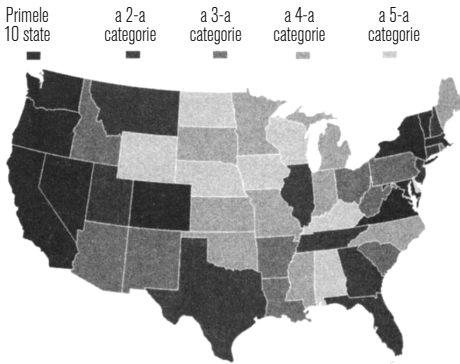 Primele
10 state
a 2-a
categorie
a 3-a
categorie
a 4-a
categorie
a 5-a
categorie